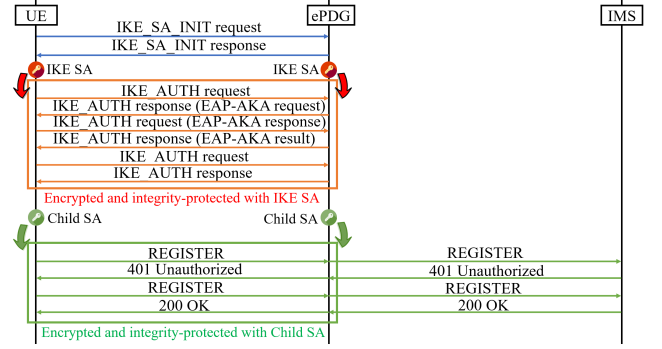 UE
ePDG
IMS
IKE_SA_INIT request
IKE_SA_INIT response
IKE SA
IKE SA
IKE_AUTH request
IKE_AUTH response (EAP-AKA request)
IKE_AUTH request (EAP-AKA response)
IKE_AUTH response (EAP-AKA result)
IKE_AUTH request
IKE_AUTH response
Encrypted and integrity-protected with IKE SA
Child SA
Child SA
REGISTER
REGISTER
401 Unauthorized
401 Unauthorized
REGISTER
REGISTER
200 OK
200 OK
Encrypted and integrity-protected with Child SA